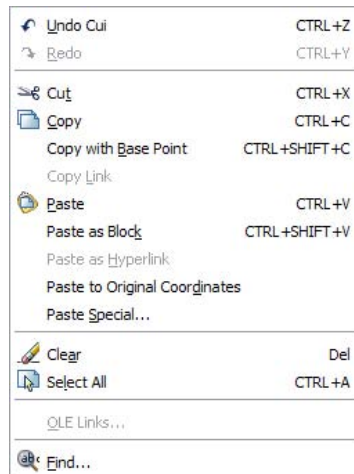 Undo Cui CTRL+Z
Redo CTRL+Y
Cut CTRL+X
Copy CTRL+C
Copy with Base Point CTRL+SHIFT+C
Copy Link
Paste CTRL+V
Paste as Block CTRL+SHIFT+V
Paste as Hyperlink
Paste to Original Coordinates
Paste Special...
Clear Del
Select All CTRL+A
OLE Links...
Find...